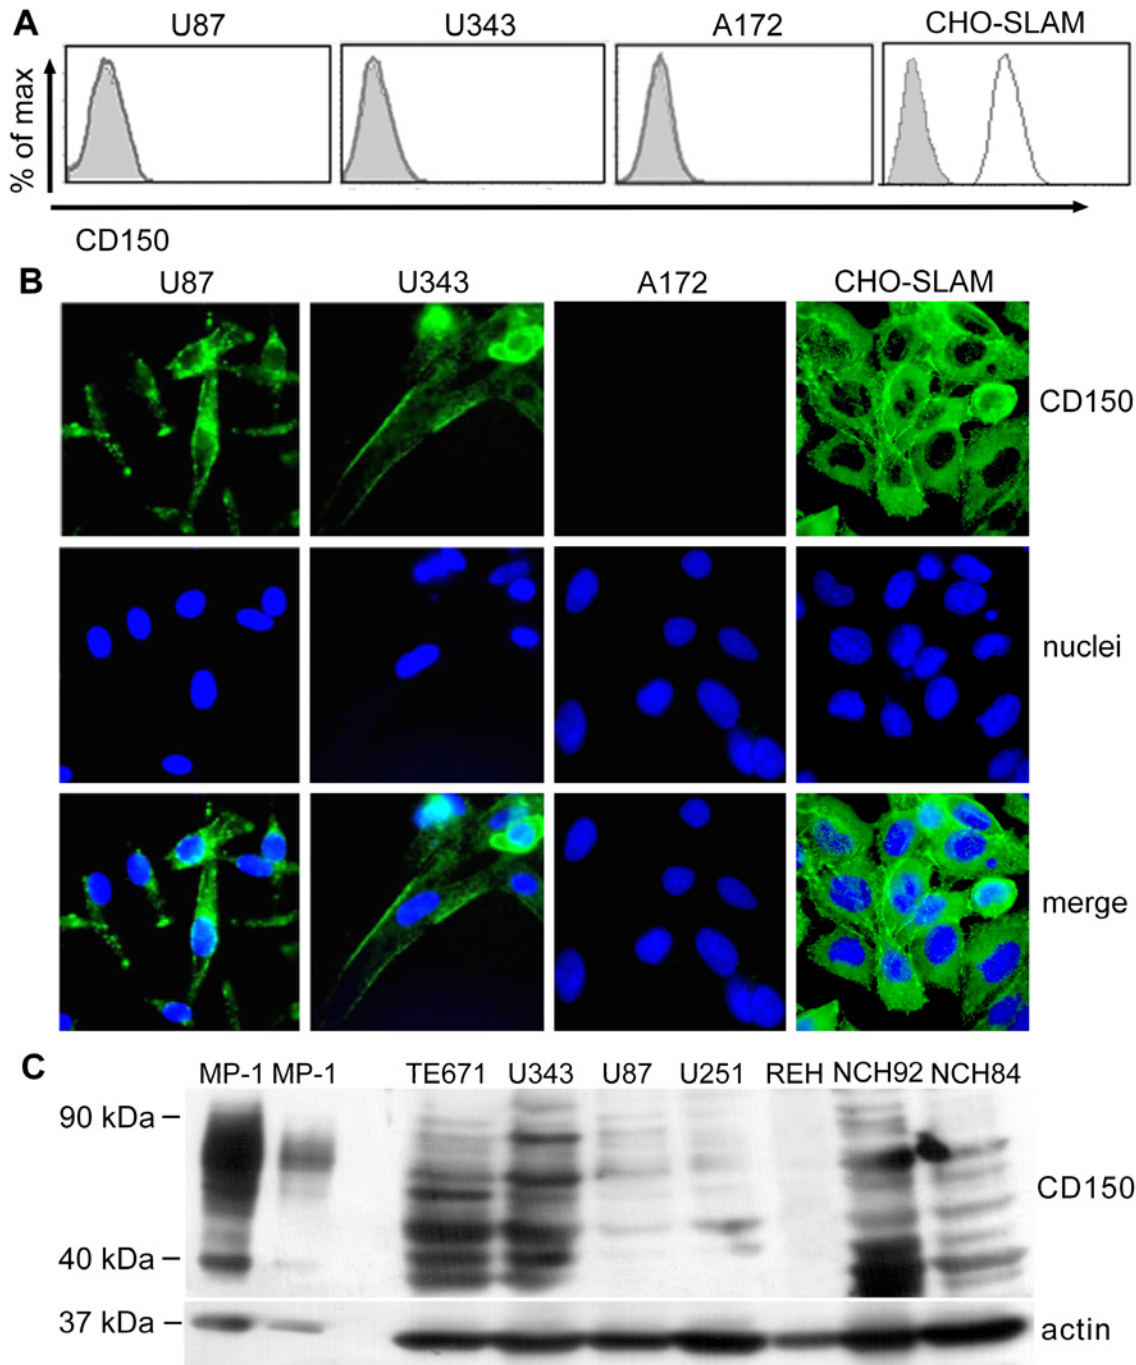 A U87 U343 A172 CHO-SLAM
% of max
CD150
B U87 U343 A172 CHO-SLAM
CD150
nuclei
merge
C MP-1 MP-1 TE671 U343 U87 U251 REH NCH92 NCH84
90 kDa
CD150
40 kDa
37 kDa
actin